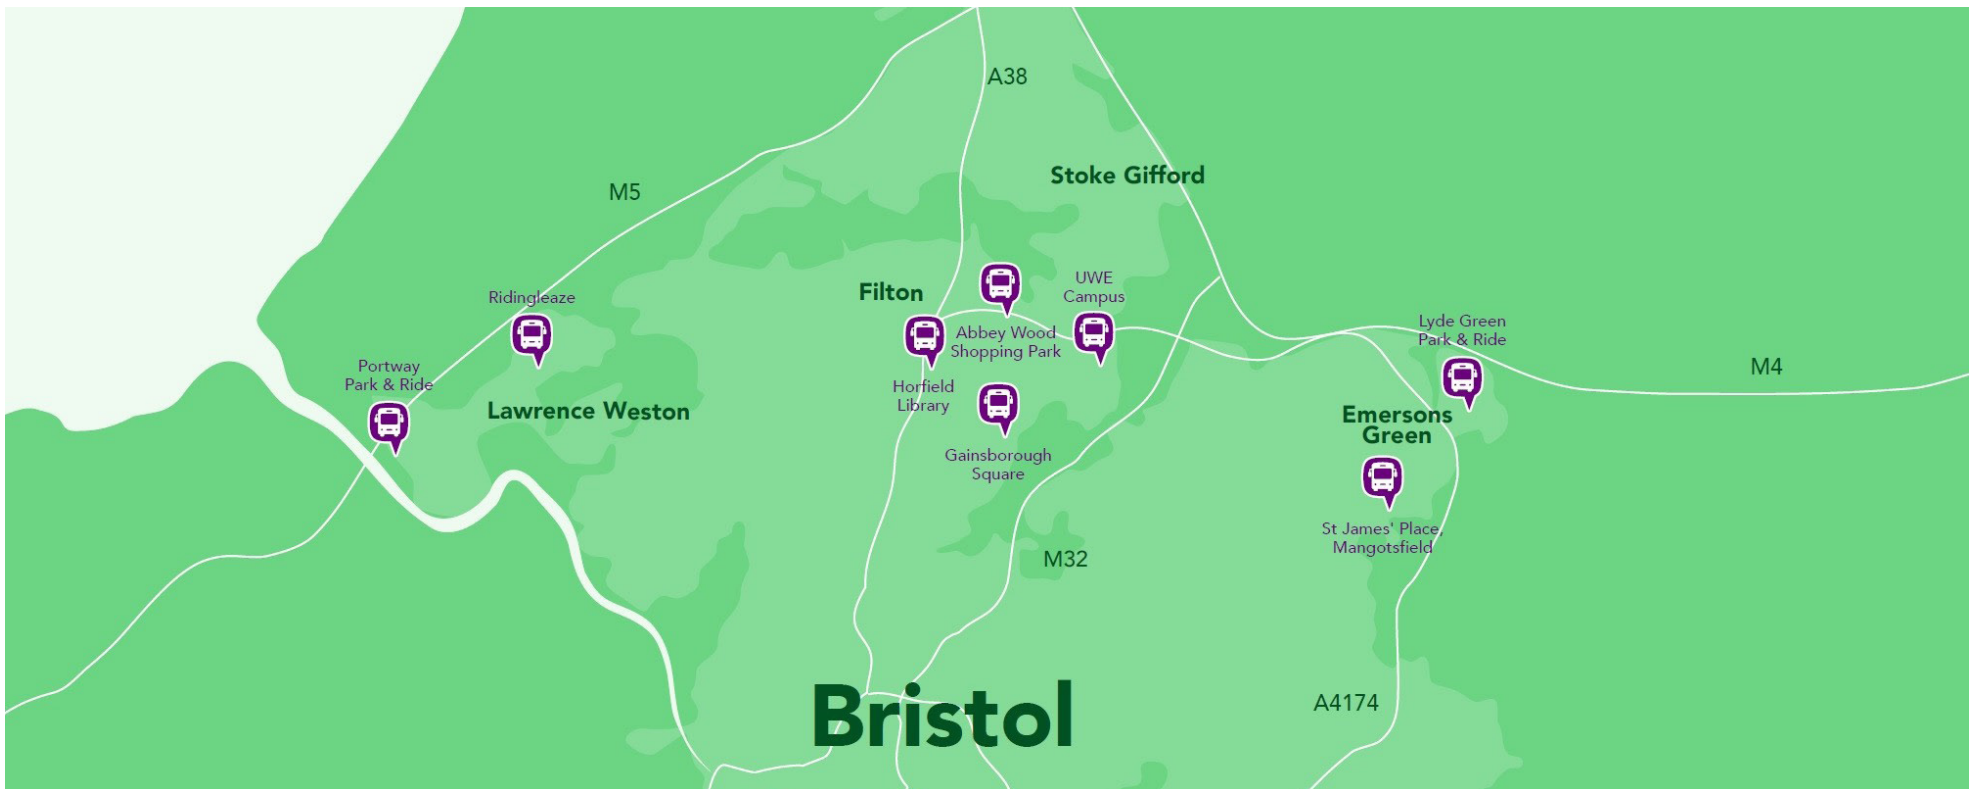 A38
Stoke Gifford
M5
UWE
Campus
Filton
Ridingleaze
Abbey Wood
Shopping Park
Lyde Green
Park & Ride
Portway
Park & Ride
M4
Horfield
Library
Lawrence Weston
Emersons
Green
Gainsborough
Square
St James' Place,
Mangotsfield
M32
A4174
Bristol